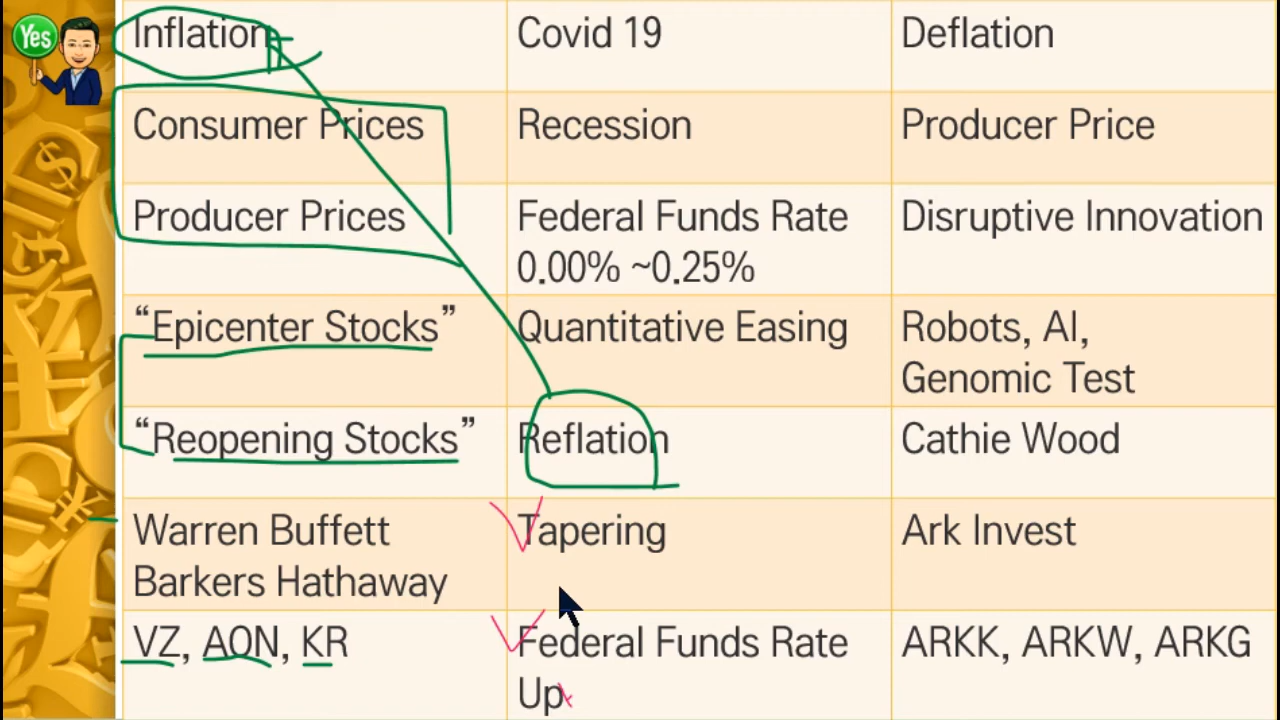 Yes
Inflation
Covid 19
Deflation
Consumer Prices
Recession
Producer Price
Producer Prices
Federal Funds Rate
0.00% ~0.25%
Disruptive Innovation
“Epicenter Stocks”
Quantitative Easing
Robots, AI,
Genomic Test
“Reopening Stocks”
Reflation
Cathie Wood
Warren Buffett
Barkers Hathaway
Tapering
Ark Invest
VZ, AON, KR
Federal Funds Rate
Up
ARKK, ARKW, ARKG